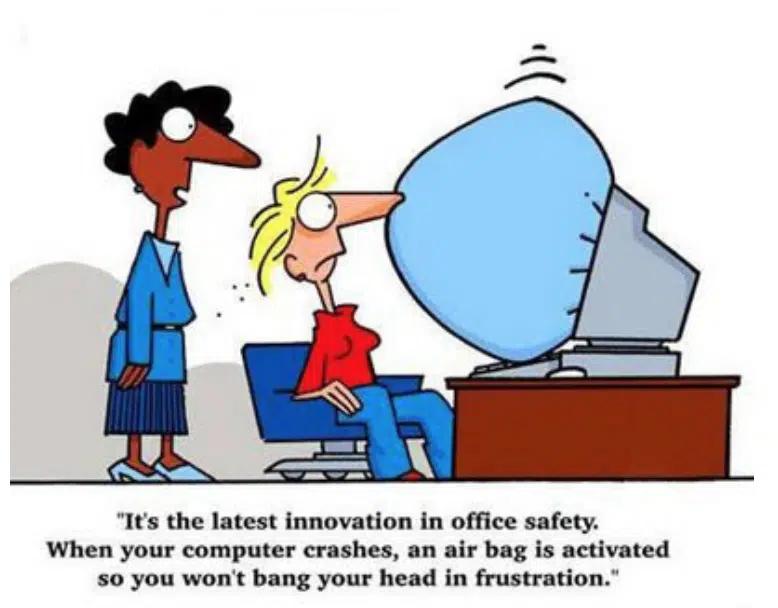 "It's the latest innovation in office safety.
When your computer crashes, an air bag is activated
so you won't bang your head in frustration."